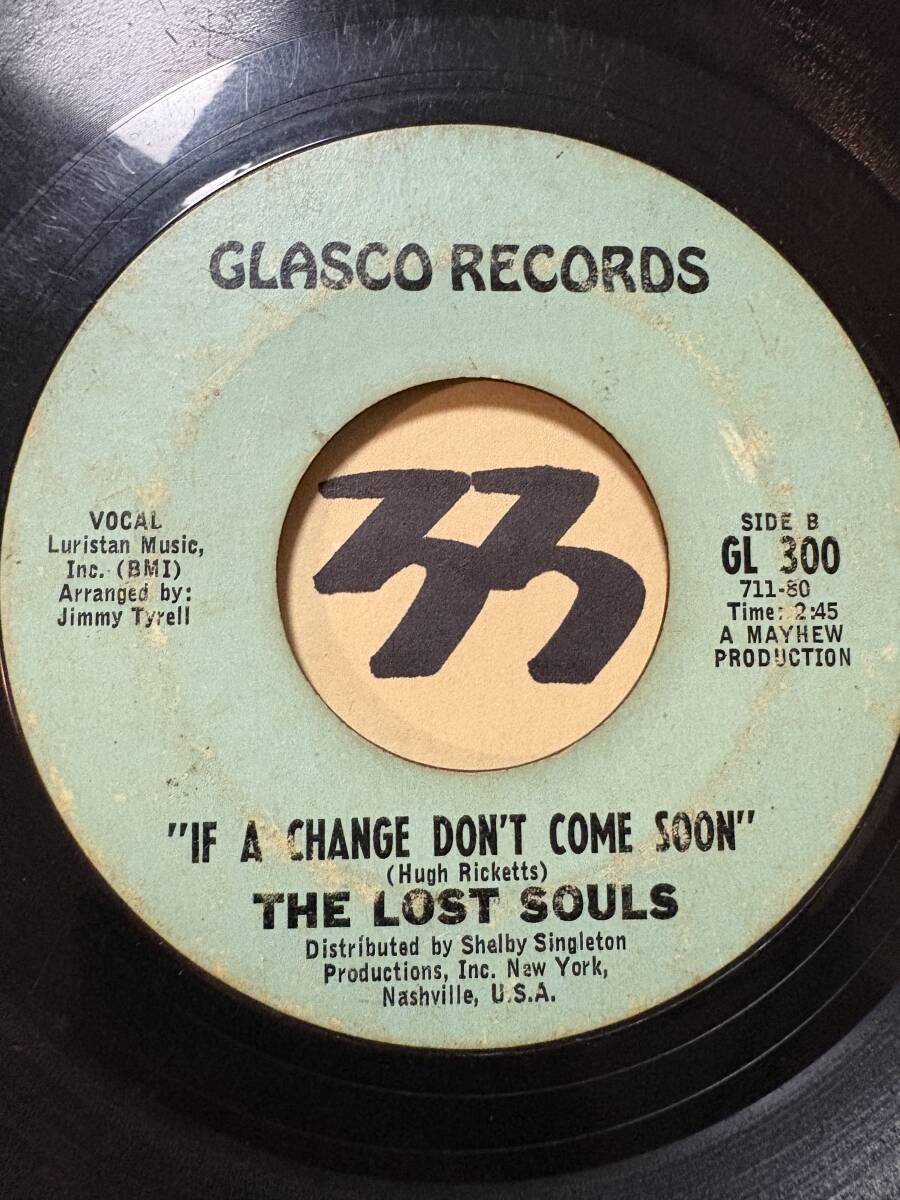 GLASCO RECORDS
VOCAL
Luristan Music,
Inc. (BMI)
Arranged by:
Jimmy Tyrell
SIDE B
GL 300
711-80
Time: 2:45
A MAYHEW
PRODUCTION
"IF A CHANGE DON'T COME SOON"
(Hugh Ricketts)
THE LOST SOULS
Distributed by Shelby Singleton
Productions, Inc. New York,
Nashville, U.S.A.